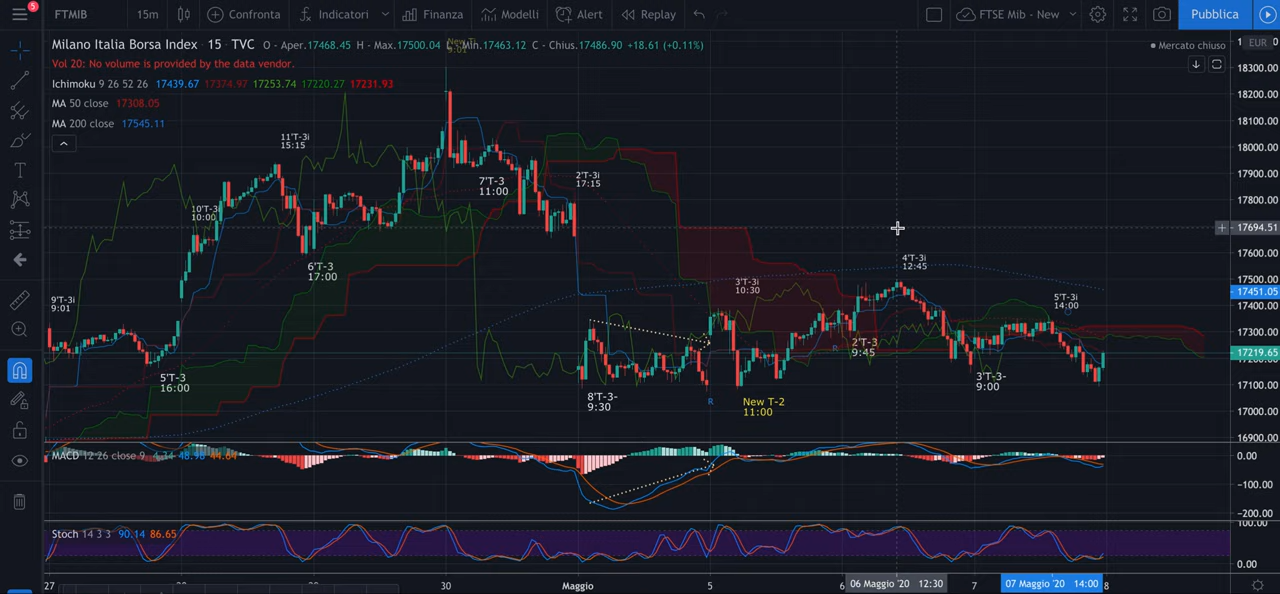 5
FTMIB
15m
Confronta
Indicatori
Finanza
Modelli
Alert
Replay
FTSE Mib - New
Pubblica
Milano Italia Borsa Index · 15 · TVC O - Aper.17468.45 H - Max.17500.04 L - Min.17463.12 C - Chius.17486.90 +18.61 (+0.11%)
Mercato chiuso
EUR
Vol 20: No volume is provided by the data vendor.
Ichimoku 9 26 52 26 17439.67 17374.97 17253.74 17220.27 17231.93
MA 50 close 17308.05
MA 200 close 17545.11
18300.00
18200.00
18100.00
18000.00
17900.00
17800.00
17694.51
17600.00
17500.00
17451.05
17400.00
17300.00
17219.65
17100.00
17000.00
16900.00
9'T-3i
9:01
5'T-3
16:00
10'T-3i
10:00
11'T-3i
15:15
6'T-3
17:00
7'T-3
11:00
2'T-3i
17:15
8'T-3-
9:30
R
3'T-3i
10:30
New T-2
11:00
R
2'T-3
9:45
4'T-3i
12:45
3'T-3-
9:00
5'T-3i
14:00
MACD 12 26 close 9 4.34 48.98 44.64
0.00
-100.00
-200.00
Stoch 14 3 3 90.14 86.65
100.00
0.00
27
30
Maggio
5
6
06 Maggio '20 12:30
7
07 Maggio '20 14:00
8